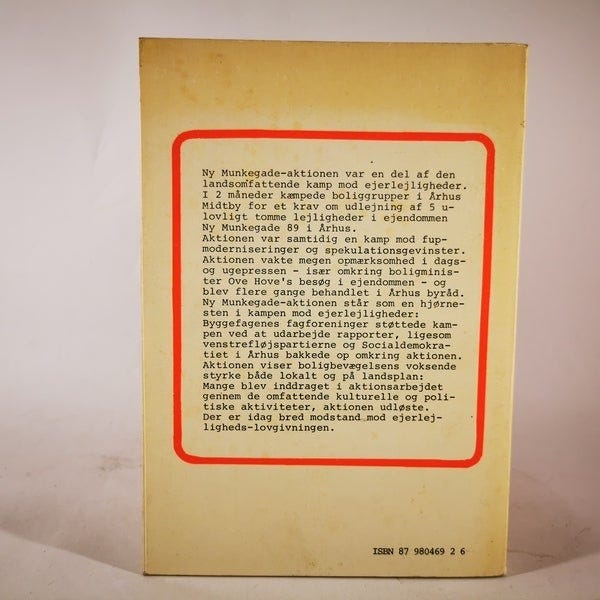 Ny Munkegade-aktionen var en del af den
landsomfattende kamp mod ejerlejligheder.
I 2 måneder kæmpede boliggrupper i Århus
Midtby for et krav om udlejning af 5 u-
lovligt tomme lejligheder i ejendommen
Ny Munkegade 89 i Århus.
Aktionen var samtidig en kamp mod fup-
moderniseringer og spekulationsgevinster.
Aktionen vakte megen opmærksomhed i dags-
og ugepressen - især omkring boligminis-
ter Ove Hove's besøg i ejendommen - og
blev flere gange behandlet i Århus byråd.
Ny Munkegade-aktionen står som en hjørne-
sten i kampen mod ejerlejligheder:
Byggefagenes fagforeninger støttede kam-
pen ved at udarbejde rapporter, ligesom
venstrefløjspartierne og Socialdemokra-
tiet i Århus bakkede op omkring aktionen.
Aktionen viser boligbevægelsens voksende
styrke både lokalt og på landsplan:
Mange blev inddraget i aktionsarbejdet
gennem de omfattende kulturelle og poli-
tiske aktiviteter, aktionen udløste.
Der er idag bred modstand mod ejerlej-
ligheds-lovgivningen.
ISBN 87 980469 2 6